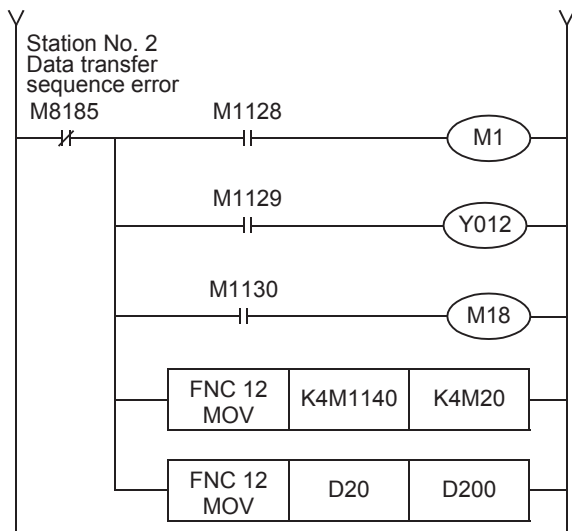 Station No. 2
Data transfer
sequence error
M8185
M1128
M1
M1129
Y012
M1130
M18
FNC 12
MOV
K4M1140
K4M20
FNC 12
MOV
D20
D200